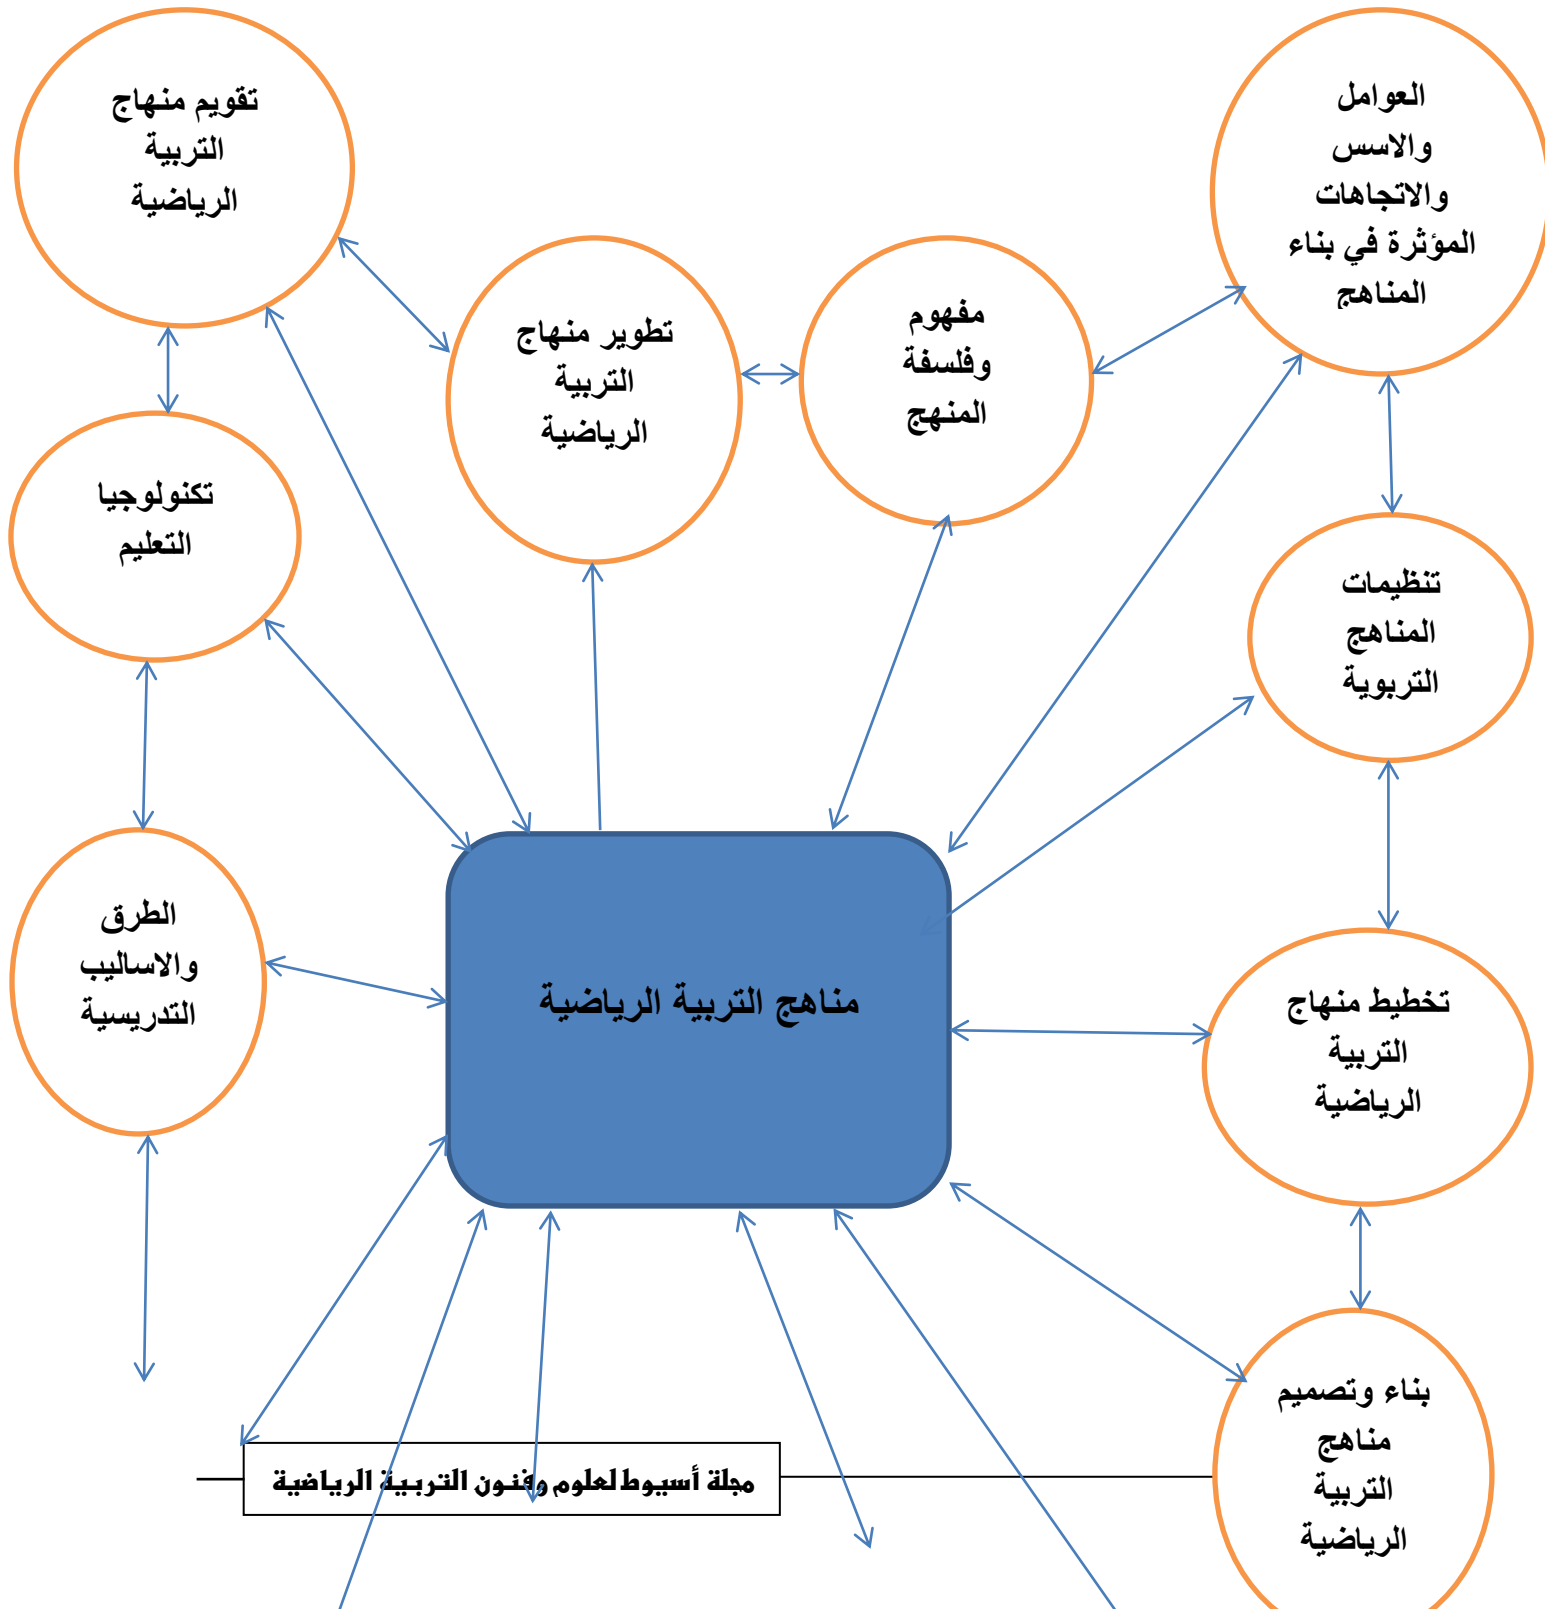 العوامل
والاسس
والاتجاهات
المؤثرة في بناء
المناهج
تقويم منهاج
التربية
الرياضية
مفهوم
وفلسفة
المنهج
تطوير منهاج
التربية
الرياضية
تكنولوجيا
التعليم
تنظيمات
المناهج
التربوية
الطرق
والاساليب
التدريسية
مناهج التربية الرياضية
تخطيط منهاج
التربية
الرياضية
بناء وتصميم
مناهج
التربية
الرياضية
مجلة أسيوط لعلوم وفنون التربية الرياضية